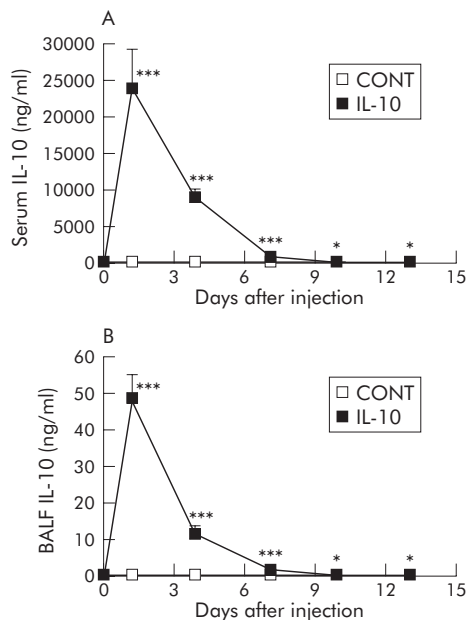 A
Serum IL-10 (ng/ml)
30000
25000
20000
15000
10000
5000
0
CONT
IL-10
***
***
***
*
*
0 3 6 9 12 15
Days after injection
B
BALF IL-10 (ng/ml)
60
50
40
30
20
10
0
CONT
IL-10
***
***
***
*
*
0 3 6 9 12 15
Days after injection